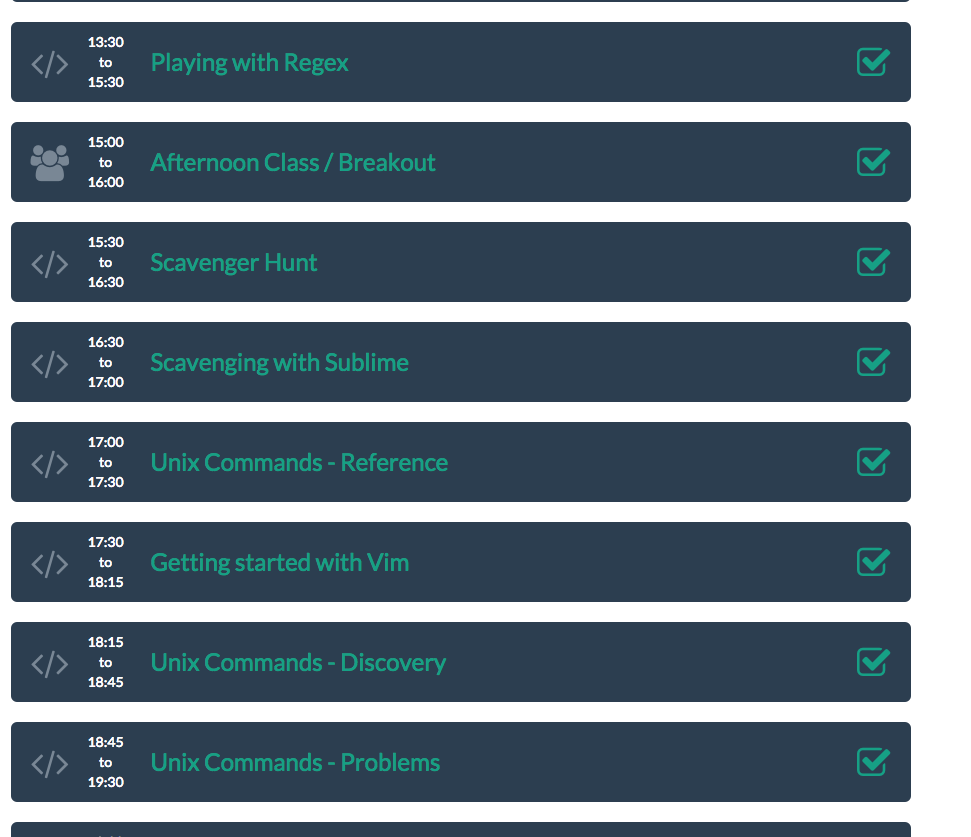 13:30
to
15:30
Playing with Regex
15:00
to
16:00
Afternoon Class / Breakout
15:30
to
16:30
Scavenger Hunt
16:30
to
17:00
Scavenging with Sublime
17:00
to
17:30
Unix Commands - Reference
17:30
to
18:15
Getting started with Vim
18:15
to
18:45
Unix Commands - Discovery
18:45
to
19:30
Unix Commands - Problems